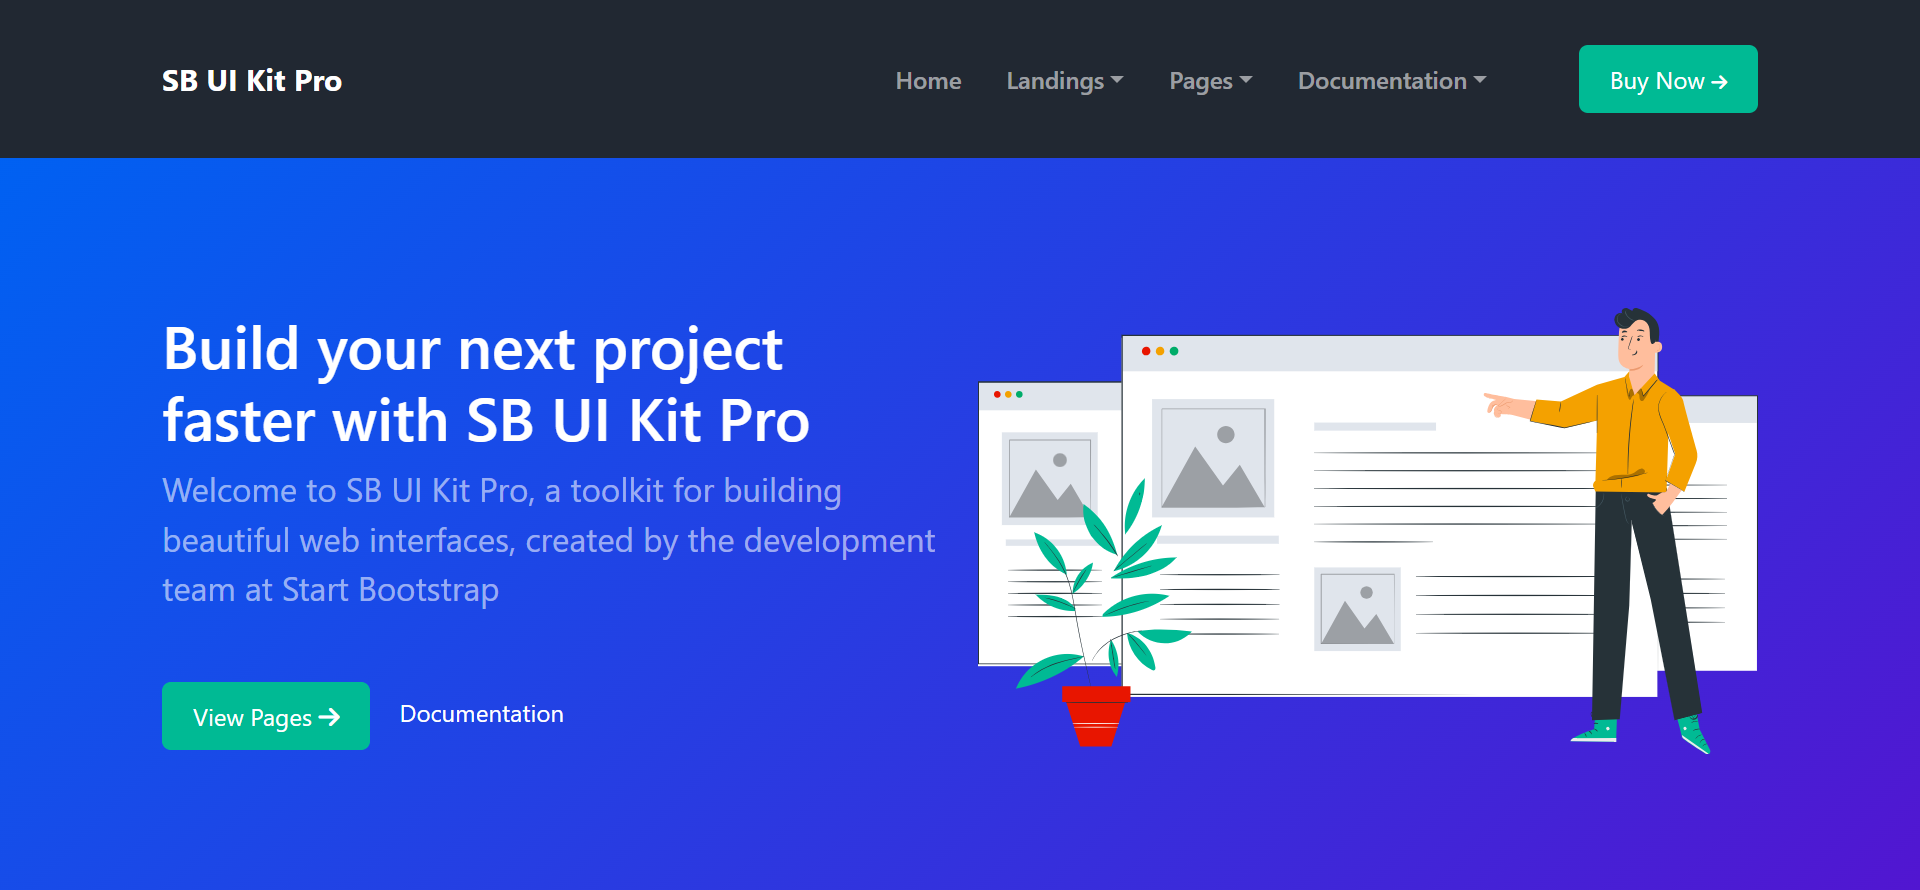 SB UI Kit Pro
Home
Landings
Pages
Documentation
Buy Now →
Build your next project
faster with SB UI Kit Pro
Welcome to SB UI Kit Pro, a toolkit for building
beautiful web interfaces, created by the development
team at Start Bootstrap
View Pages →
Documentation